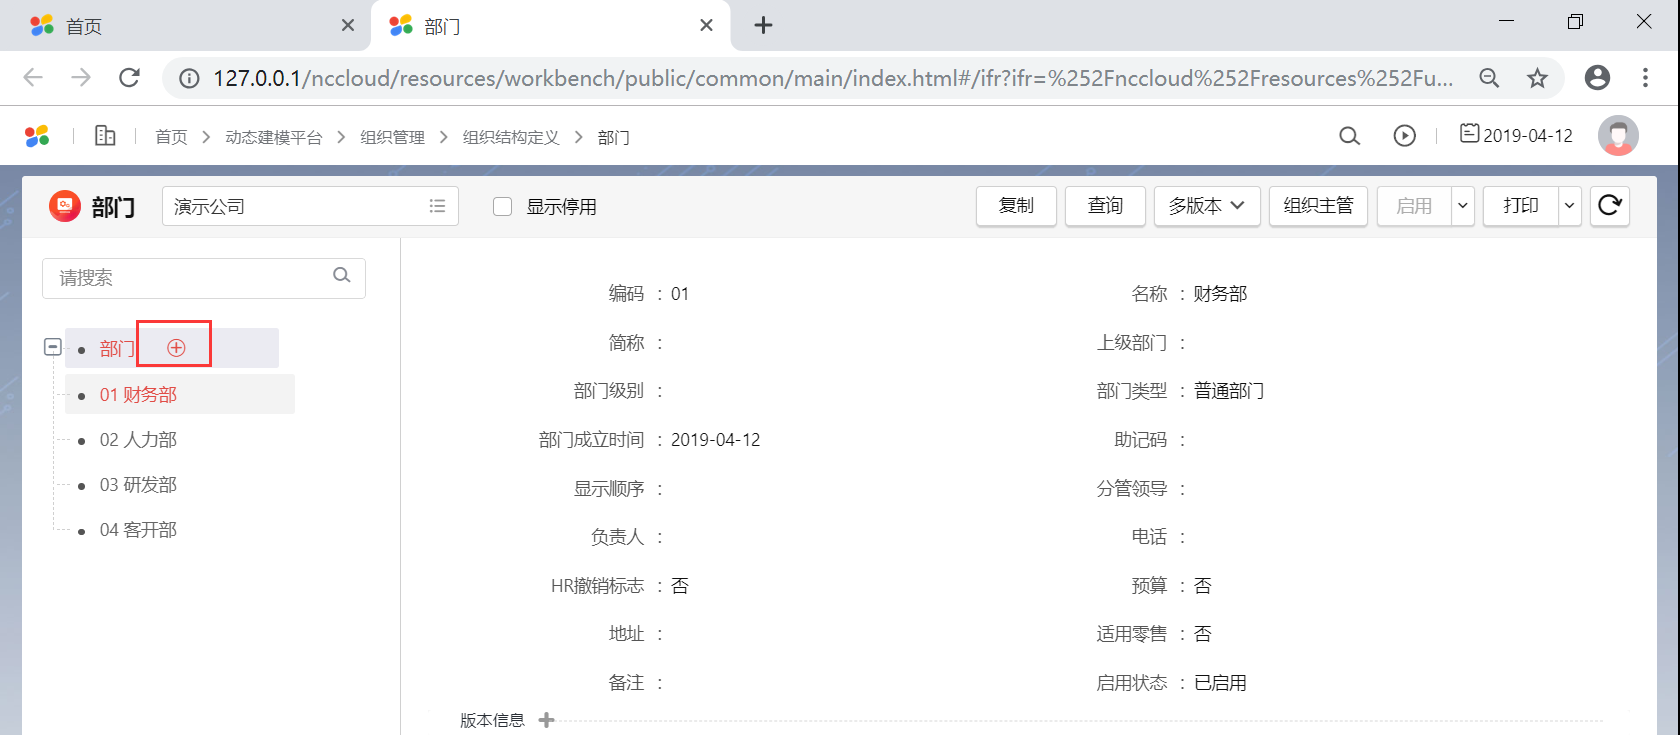 首页
部门
127.0.0.1/nccloud/resources/workbench/public/common/main/index.html#/ifr?ifr=%252Fnccloud%252Fresources%252Fu...
首页 > 动态建模平台 > 组织管理 > 组织结构定义 > 部门
2019-04-12
部门
演示公司
显示停用
复制
查询
多版本
组织主管
启用
打印
请搜索
部门
01 财务部
02 人力部
03 研发部
04 客开部
编码 : 01
名称 : 财务部
简称 :
上级部门 :
部门级别 :
部门类型 : 普通部门
部门成立时间 : 2019-04-12
助记码 :
显示顺序 :
分管领导 :
负责人 :
电话 :
HR撤销标志 : 否
预算 : 否
地址 :
适用零售 : 否
备注 :
启用状态 : 已启用
版本信息